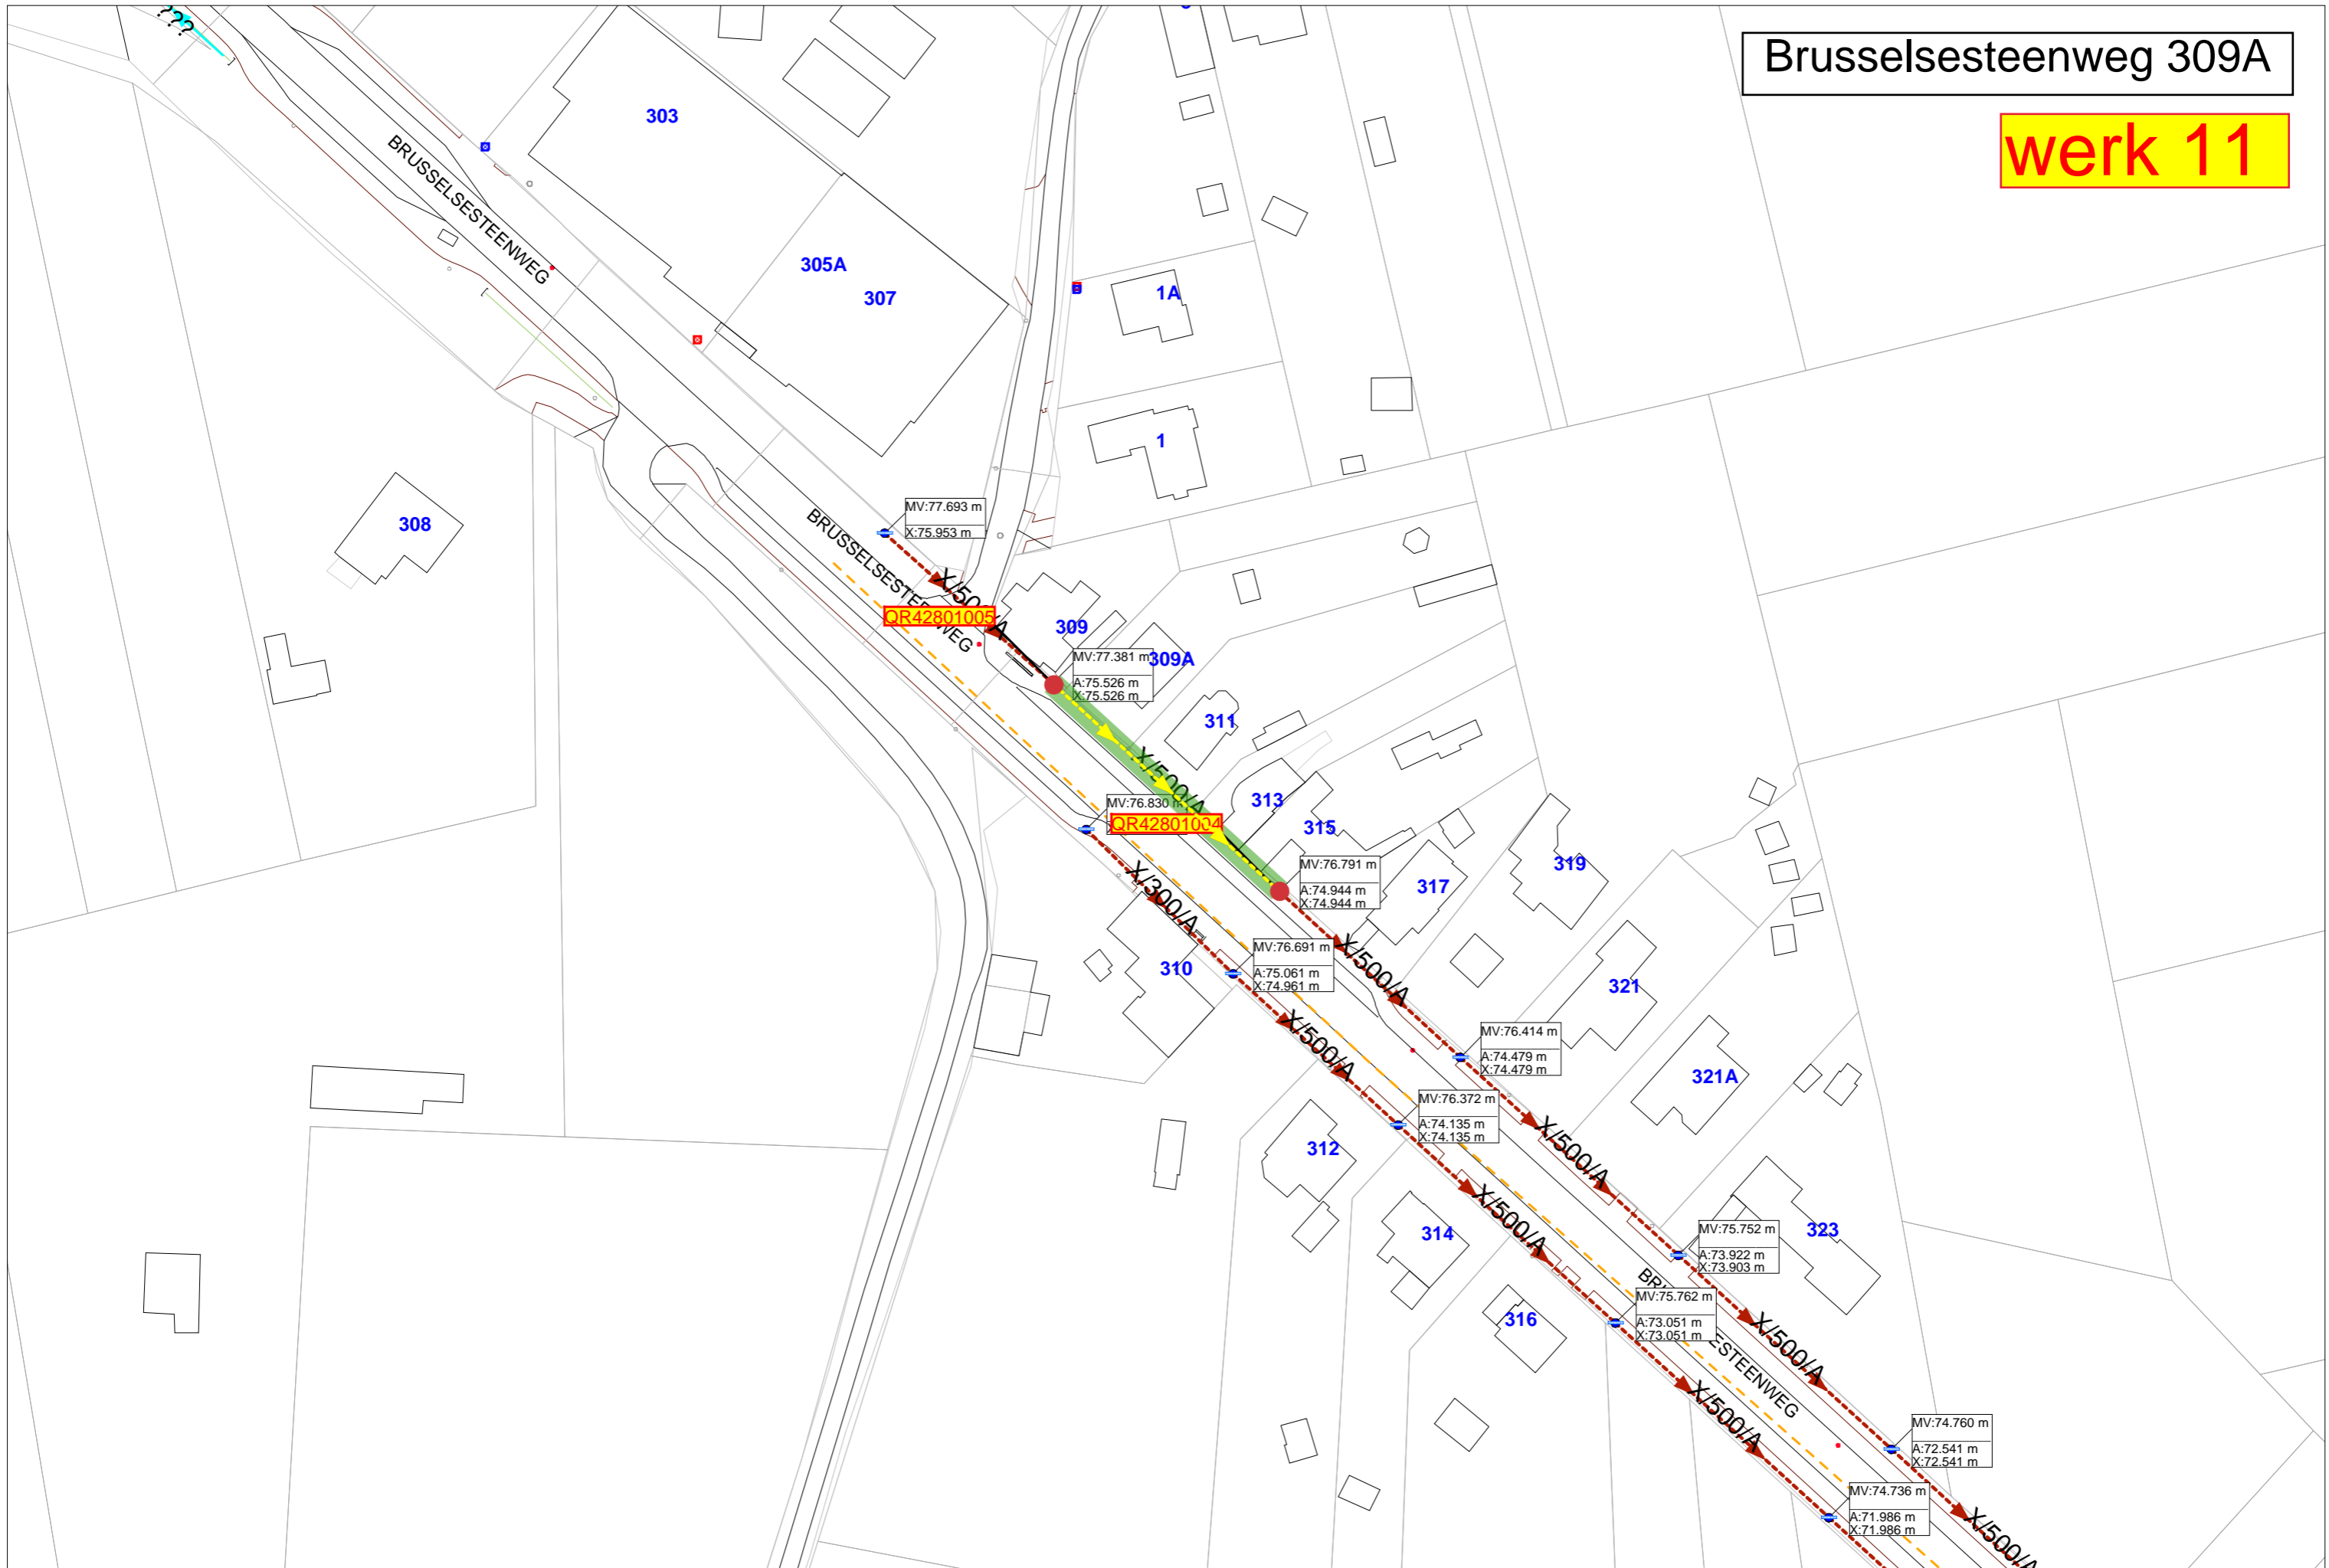 ???
Brusselsesteenweg 309A
werk 11
303
BRUSSELSESTEENWEG
305A
307
1A
1
308
MV:77.693 m
X:75.953 m
BRUSSELSESTEENWEG
QR42801005
309
309A
MV:77.381 m
A:75.526 m
X:75.526 m
311
X/500/A
313
315
MV:76.830 m
QR42801004
MV:76.791 m
A:74.944 m
X:74.944 m
317
319
X/300/A
310
MV:76.691 m
A:75.061 m
X:74.961 m
X/500/A
321
MV:76.414 m
A:74.479 m
X:74.479 m
X/500/A
321A
MV:76.372 m
A:74.135 m
X:74.135 m
312
X/500/A
314
X/500/A
323
MV:75.752 m
A:73.922 m
X:73.903 m
316
MV:75.762 m
A:73.051 m
X:73.051 m
ESTEENWEG
X/500/A
X/500/A
MV:74.760 m
A:72.541 m
X:72.541 m
MV:74.736 m
A:71.986 m
X:71.986 m
X/500/A